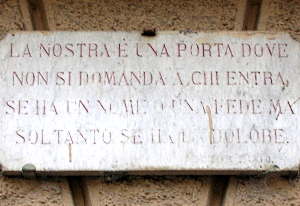 LA NOSTRA È UNA PORTA DOVE
NON SI DOMANDA A CHI ENTRA,
SE HA UN NOME O UNA FEDE MA
SOLTANTO SE HA UN DOLORE.